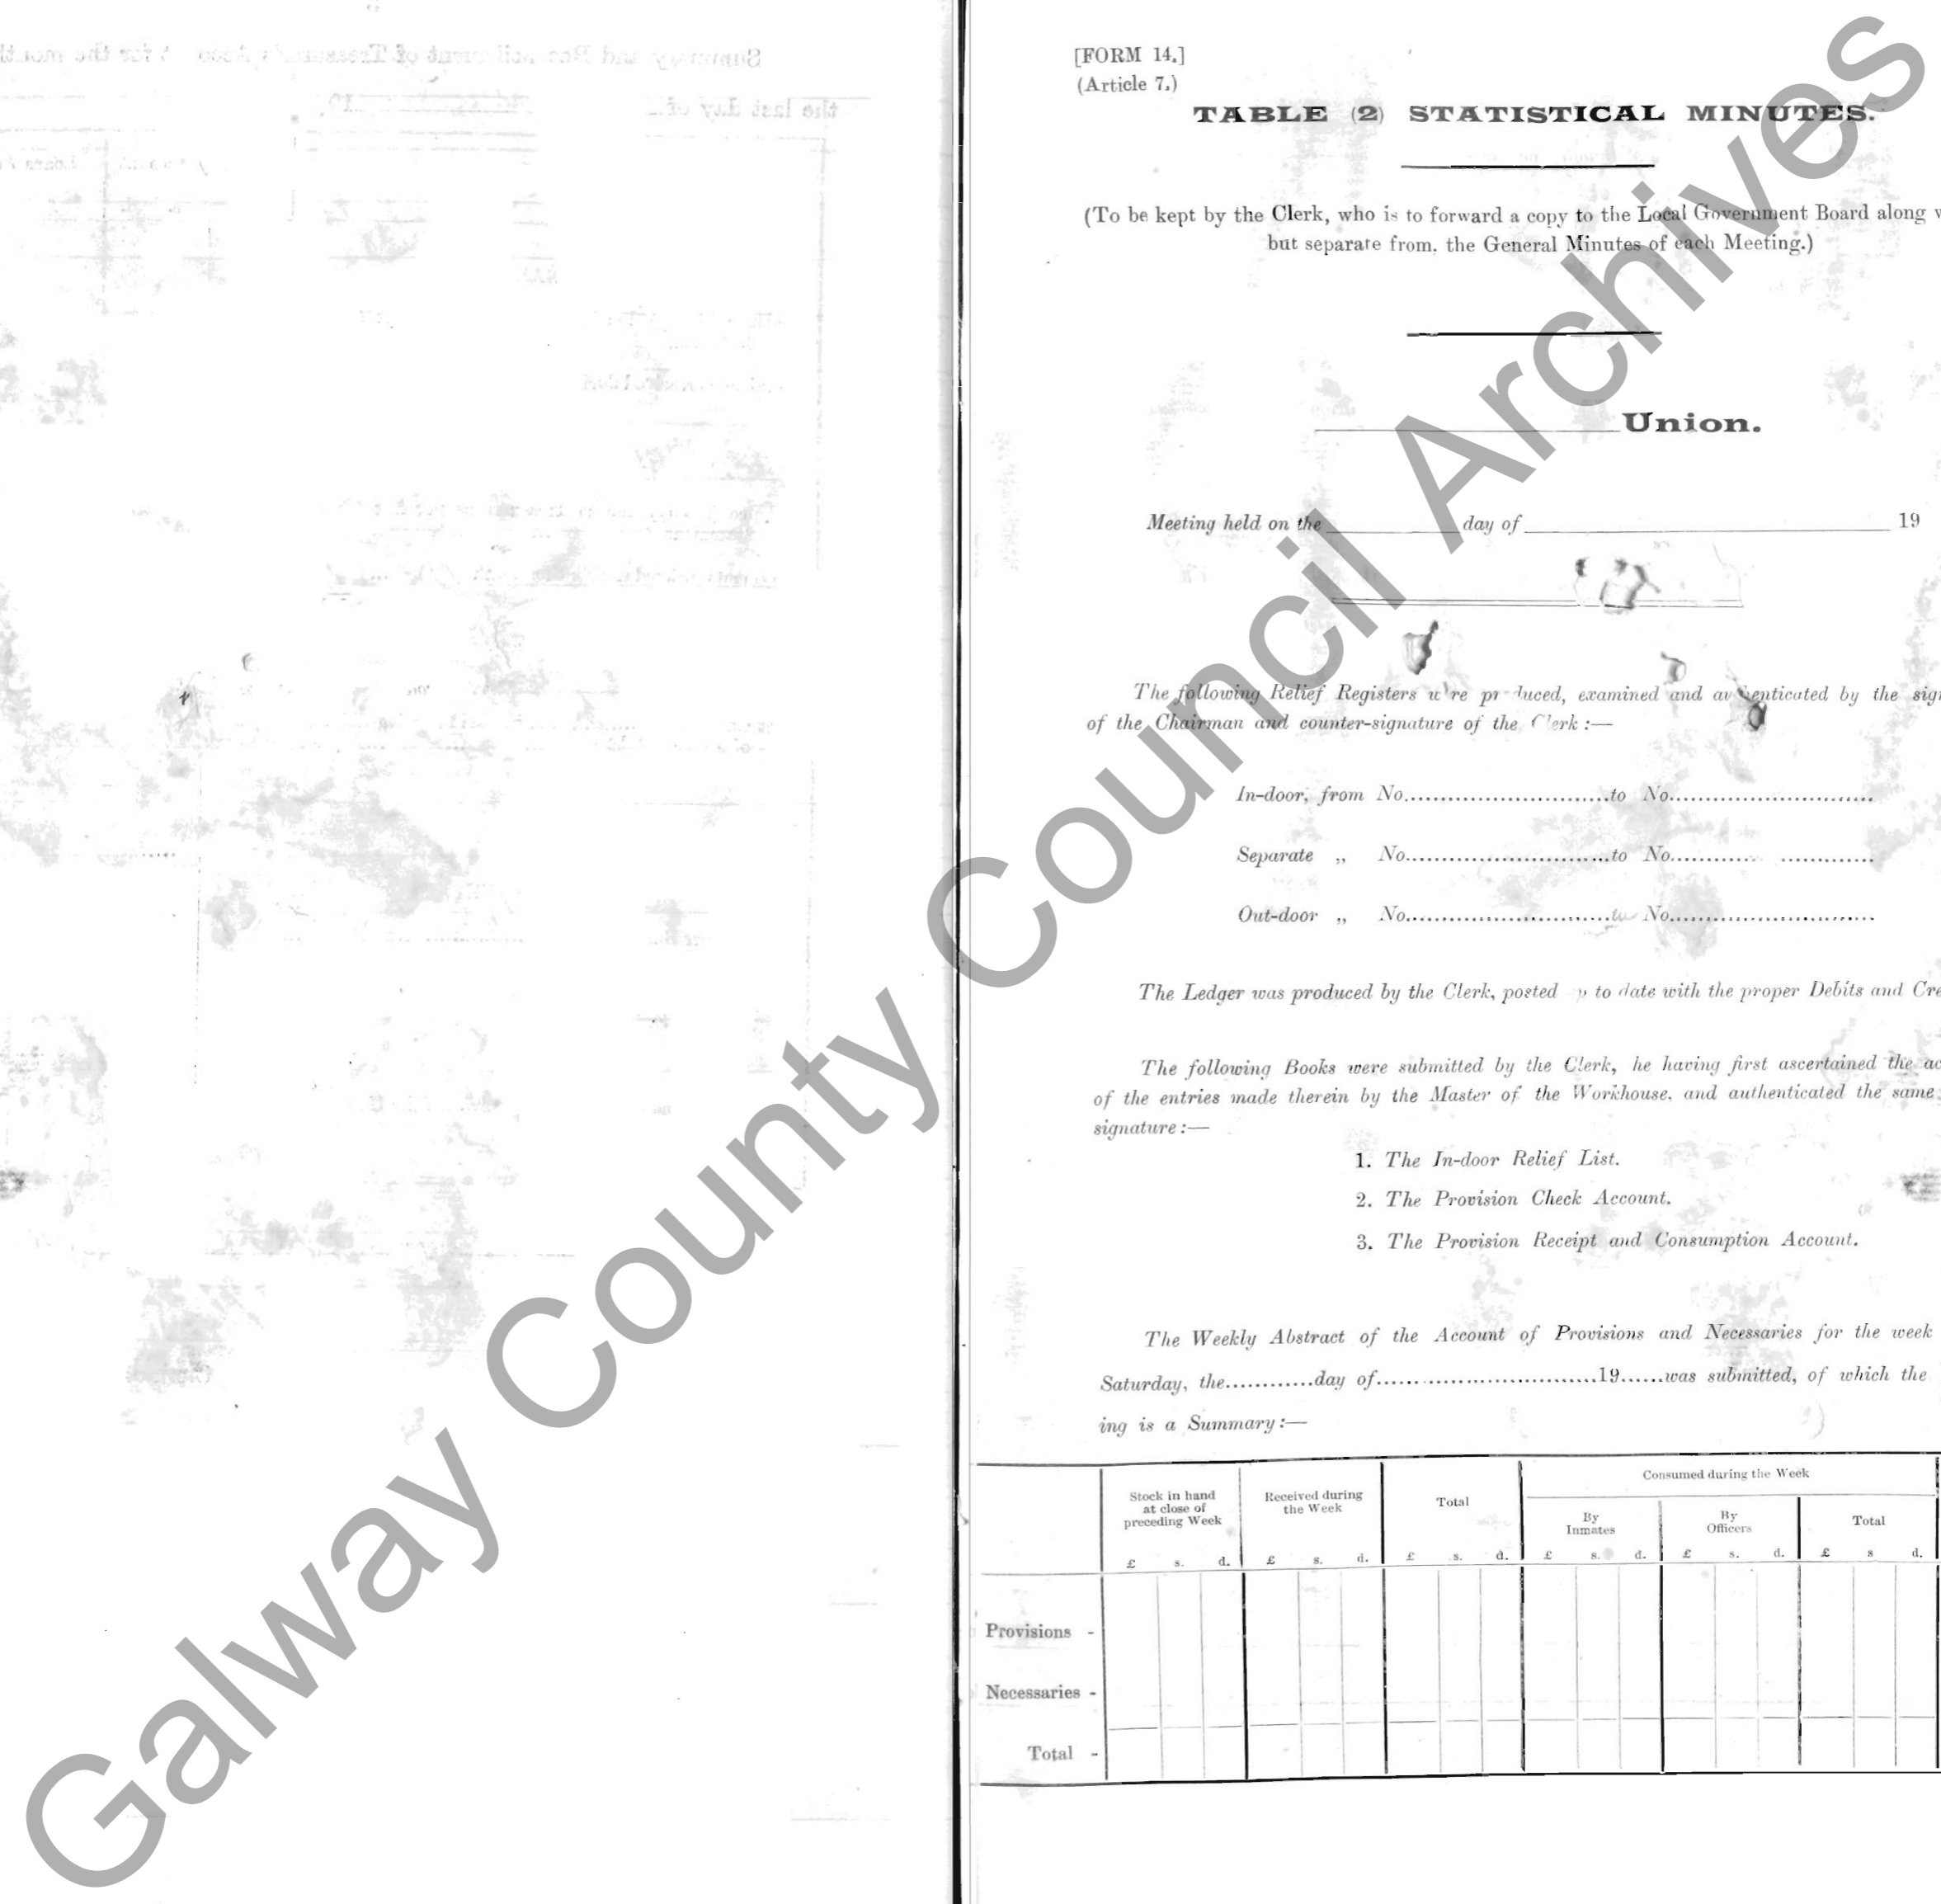 [FORM 14.]
(Article 7.)
TABLE (2) STATISTICAL MINUTES.
(To be kept by the Clerk, who is to forward a copy to the Local Government Board along
but separate from, the General Minutes of each Meeting.)
Union.
Meeting held on the day of 19
The following Relief Registers were produced, examined and authenticated by the
of the Chairman and counter-signature of the Clerk :—
In-door, from No. to No.
Separate „ No. to No.
Out-door „ No. to No.
The Ledger was produced by the Clerk, posted to date with the proper Debits and
The following Books were submitted by the Clerk, he having first ascertained the
of the entries made therein by the Master of the Workhouse, and authenticated the same
signature :—
1. The In-door Relief List.
2. The Provision Check Account.
3. The Provision Receipt and Consumption Account.
The Weekly Abstract of the Account of Provisions and Necessaries for the week
Saturday, the............day of..............................19......was submitted, of which the
ing is a Summary :—
Stock in hand
at close of
preceding Week
Received during
the Week
Total
Consumed during the Week
By
Inmates
By
Officers
Total
£ s. d. £ s. d. £ s. d. £ s. d. £ s. d. £ s d.
Provisions -
Necessaries -
Total -
Galway County Council Archives